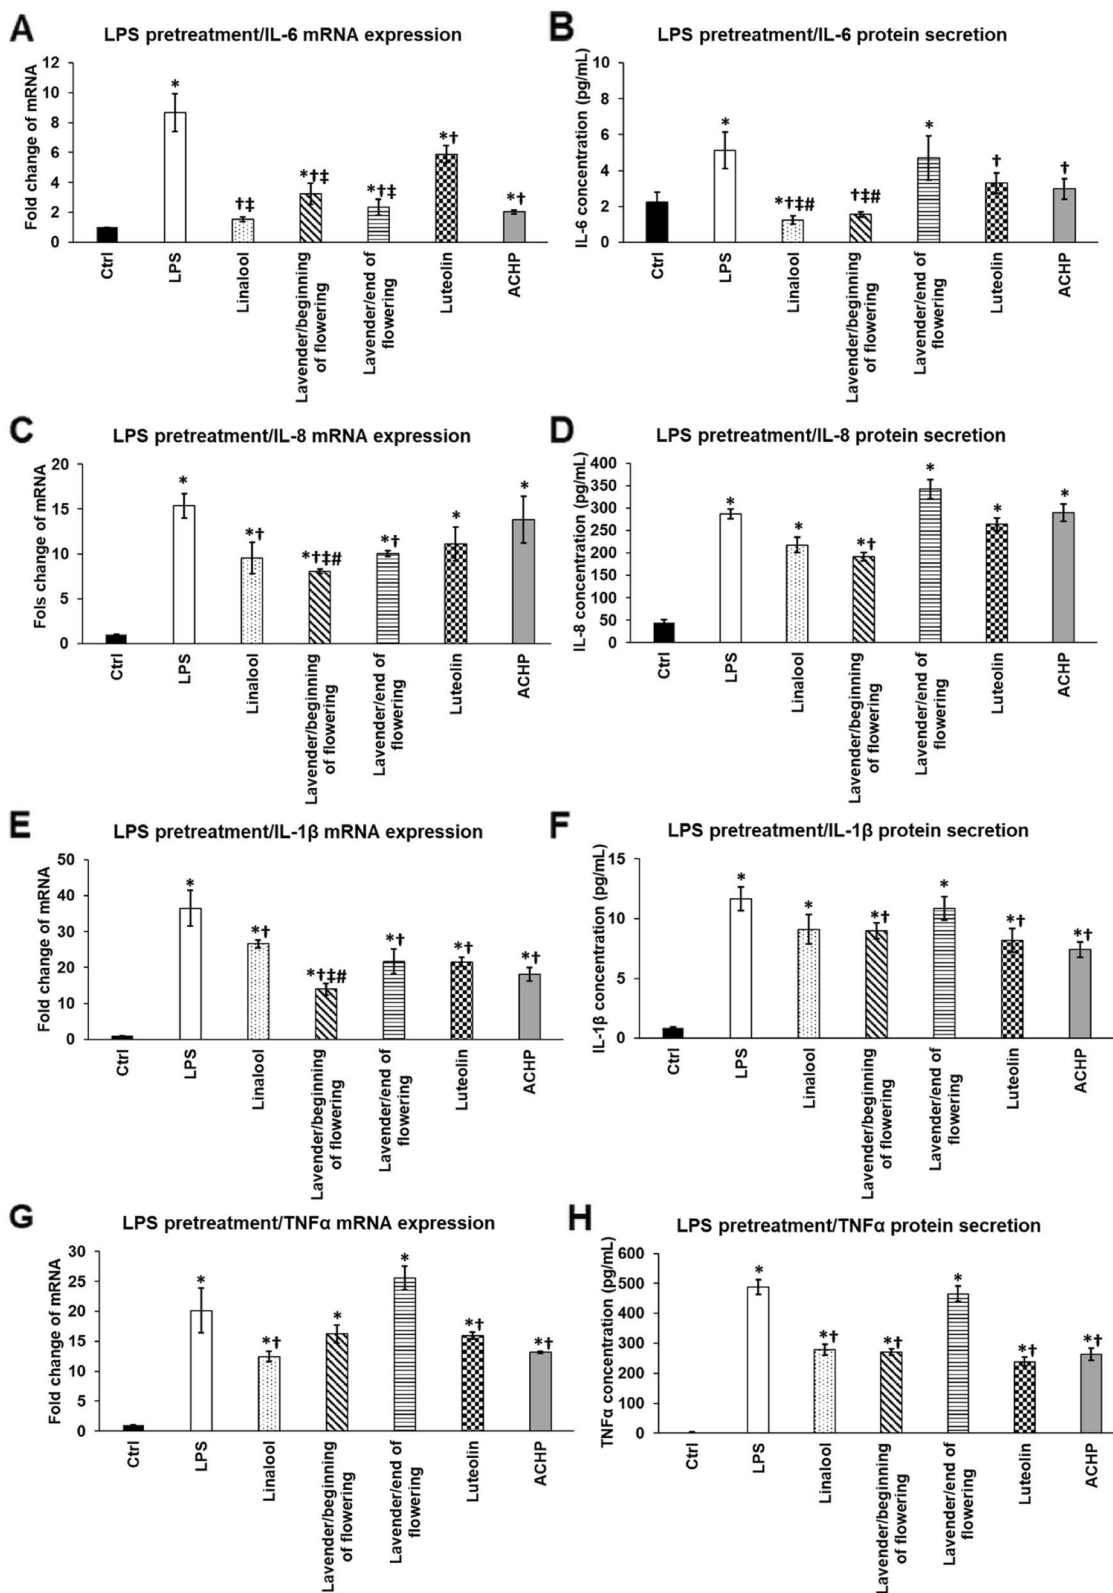 A
LPS pretreatment/IL-6 mRNA expression
Fold change of mRNA
12
10
8
6
4
2
0
*
†‡
*†‡
*†‡
*†
*†
Ctrl
LPS
Linalool
Lavender/beginning
of flowering
Lavender/end of
flowering
Luteolin
ACHP
B
LPS pretreatment/IL-6 protein secretion
IL-6 concentration (pg/mL)
10
8
6
4
2
0
*
*†‡#
†‡#
*
†
†
Ctrl
LPS
Linalool
Lavender/beginning
of flowering
Lavender/end of
flowering
Luteolin
ACHP
C
LPS pretreatment/IL-8 mRNA expression
Fols change of mRNA
20
15
10
5
0
*
*†
*†‡#
*†
*
*
Ctrl
LPS
Linalool
Lavender/beginning
of flowering
Lavender/end of
flowering
Luteolin
ACHP
D
LPS pretreatment/IL-8 protein secretion
IL-8 concentration (pg/mL)
400
350
300
250
200
150
100
50
0
*
*
*†
*
*
*
Ctrl
LPS
Linalool
Lavender/beginning
of flowering
Lavender/end of
flowering
Luteolin
ACHP
E
LPS pretreatment/IL-1β mRNA expression
Fold change of mRNA
50
40
30
20
10
0
*
*†
*†‡#
*†
*†
*†
Ctrl
LPS
Linalool
Lavender/beginning
of flowering
Lavender/end of
flowering
Luteolin
ACHP
F
LPS pretreatment/IL-1β protein secretion
IL-1β concentration (pg/mL)
15
10
5
0
*
*
*†
*
*†
*†
Ctrl
LPS
Linalool
Lavender/beginning
of flowering
Lavender/end of
flowering
Luteolin
ACHP
G
LPS pretreatment/TNFα mRNA expression
Fold change of mRNA
30
25
20
15
10
5
0
*
*†
*
*
*†
*†
Ctrl
LPS
Linalool
Lavender/beginning
of flowering
Lavender/end of
flowering
Luteolin
ACHP
H
LPS pretreatment/TNFα protein secretion
TNFα concentration (pg/mL)
600
500
400
300
200
100
0
*
*†
*†
*
*†
*†
Ctrl
LPS
Linalool
Lavender/beginning
of flowering
Lavender/end of
flowering
Luteolin
ACHP